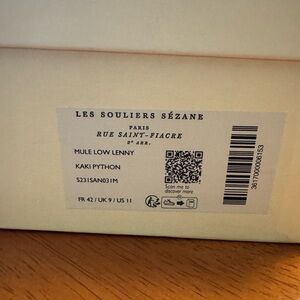 LES SOULIERS SÉZANE
PARIS
RUE SAINT-FIACRE
2e ARR.
MULE LOW LENNY
KAKI PYTHON
S231SAN031M
Scan me to
discover more
FR 42 / UK 9 / US 11